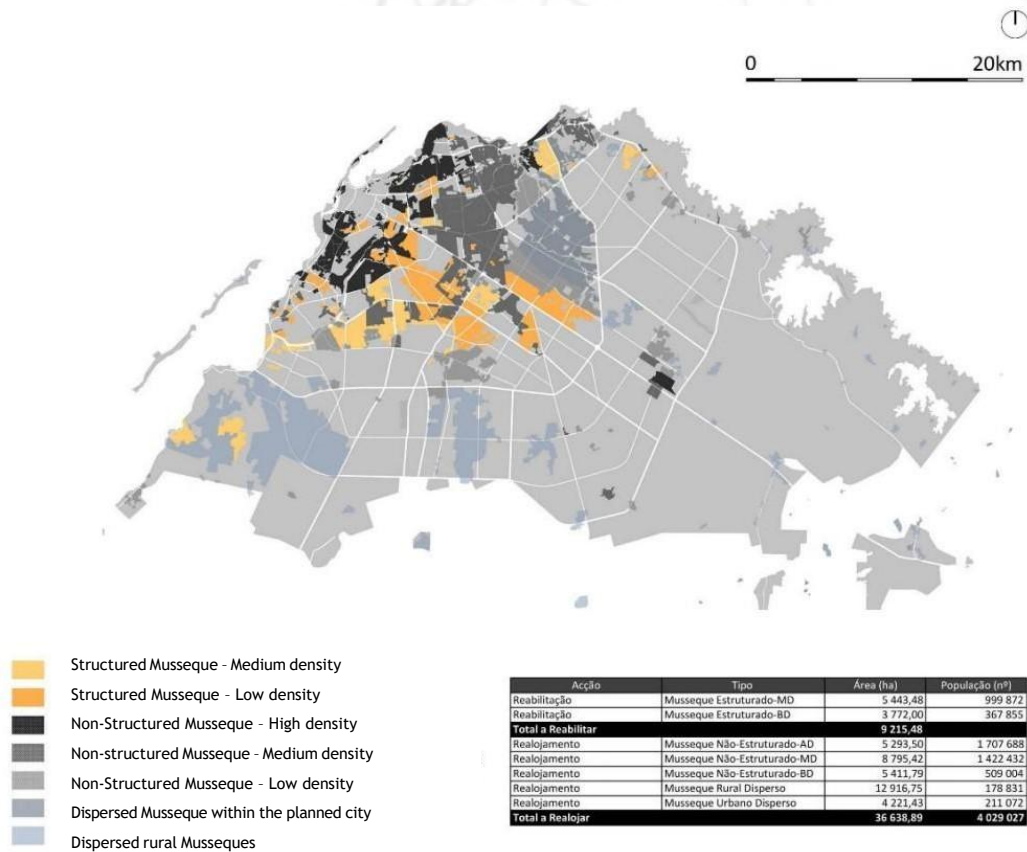 0 20km
Structured Musseque - Medium density
Structured Musseque - Low density
Non-Structured Musseque - High density
Non-structured Musseque - Medium density
Non-Structured Musseque - Low density
Dispersed Musseque within the planned city
Dispersed rural Musseques
Acção Tipo Área (ha) População (nº)
Reabilitação Musseque Estruturado-MD 5 443,48 999 872
Reabilitação Musseque Estruturado-BD 3 772,00 367 855
Total a Reabilitar 9 215,48
Realojamento Musseque Não-Estruturado-AD 5 293,50 1 707 688
Realojamento Musseque Não-Estruturado-MD 8 795,42 1 422 432
Realojamento Musseque Não-Estruturado-BD 5 411,79 509 004
Realojamento Musseque Rural Disperso 12 916,75 178 831
Realojamento Musseque Urbano Disperso 4 221,43 211 072
Total a Realojar 36 638,89 4 029 027